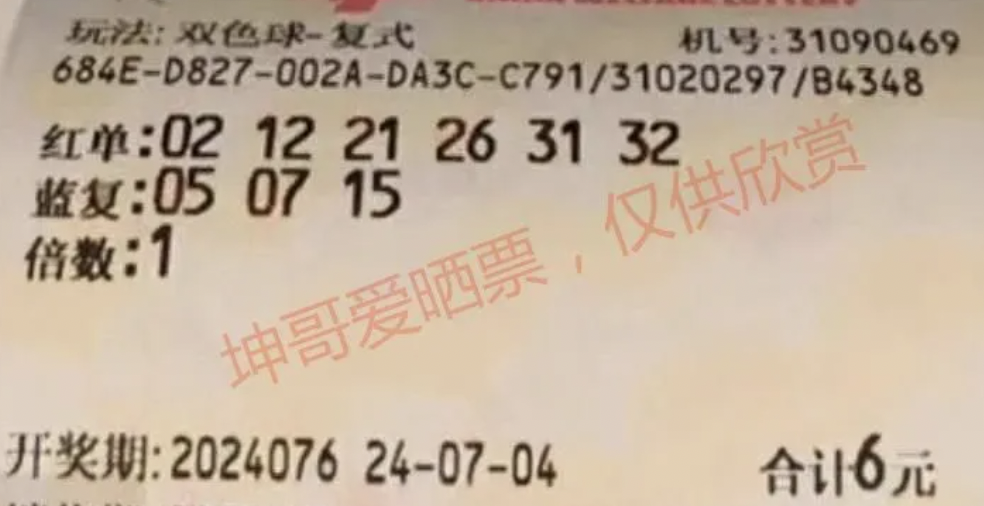 玩法: 双色球-复式 机号:31090469
684E-D827-002A-DA3C-C791/31020297/B4348
红单:02 12 21 26 31 32
蓝复:05 07 15
倍数:1
坤哥爱晒票，仅供欣赏
开奖期:2024076 24-07-04 合计6元